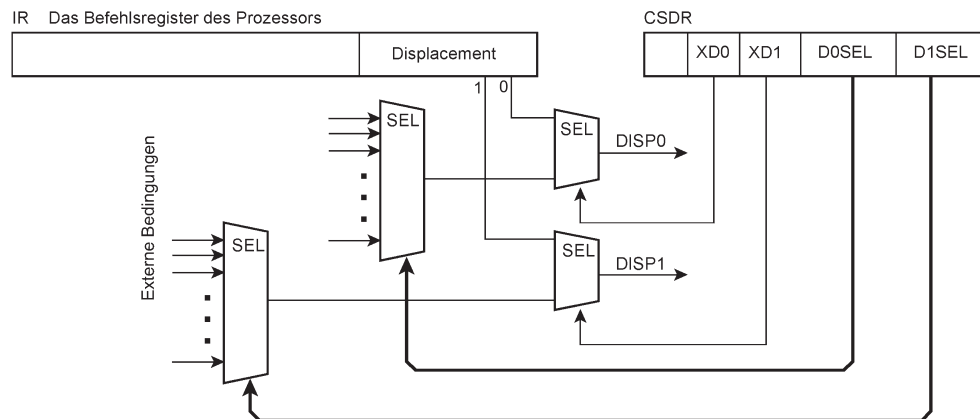 IR Das Befehlsregister des Prozessors
CSDR
Displacement
XD0 XD1 D0SEL D1SEL
1 0
SEL
SEL
DISP0
Externe Bedingungen
SEL
SEL
DISP1